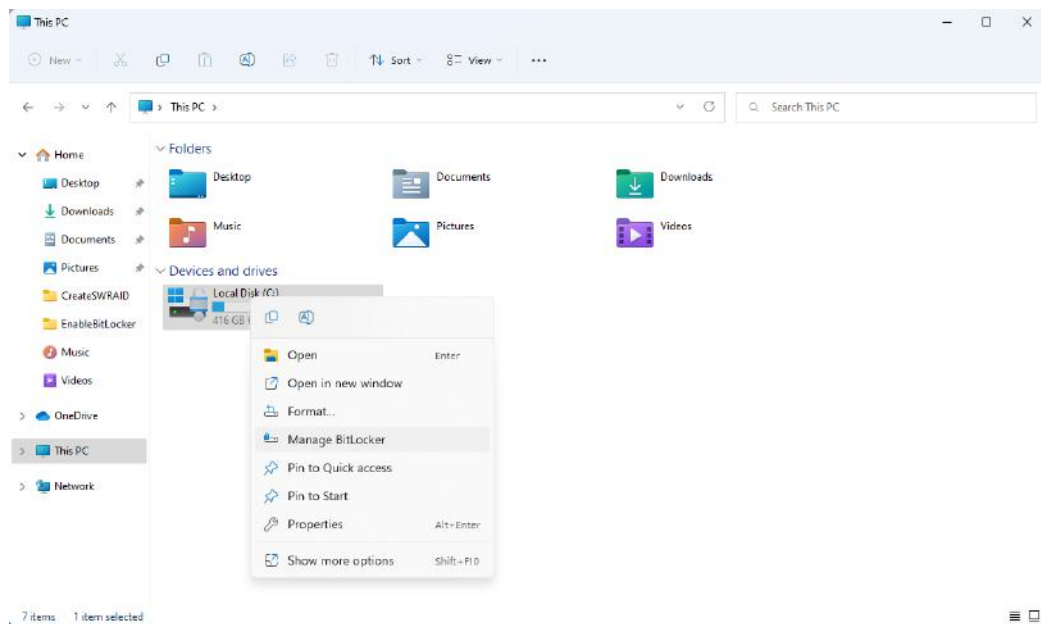 This PC
New
Sort
View
This PC
Search This PC
Home
Desktop
Downloads
Documents
Pictures
CreateSWRAID
EnableBitLocker
Music
Videos
OneDrive
This PC
Network
Folders
Desktop
Documents
Downloads
Music
Pictures
Videos
Devices and drives
Local Disk (C:)
416 GB
Open Enter
Open in new window
Format...
Manage BitLocker
Pin to Quick access
Pin to Start
Properties Alt+Enter
Show more options Shift+F10
7 items 1 item selected